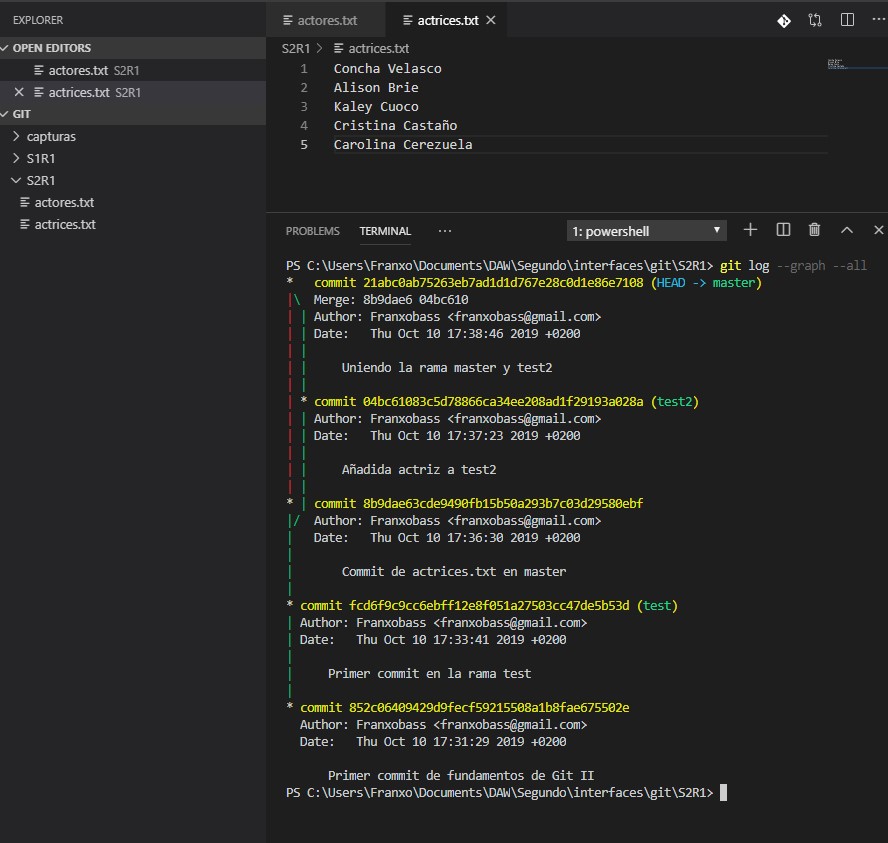 EXPLORER
OPEN EDITORS
actores.txt S2R1
actrices.txt S2R1
GIT
capturas
S1R1
S2R1
actores.txt
actrices.txt
actores.txt
actrices.txt
S2R1 > actrices.txt
1 Concha Velasco
2 Alison Brie
3 Kaley Cuoco
4 Cristina Castaño
5 Carolina Cerezuela
PROBLEMS TERMINAL ··· 1: powershell
PS C:\Users\Franxo\Documents\DAW\Segundo\interfaces\git\S2R1> git log --graph --all
*   commit 21abc0ab75263eb7ad1d1d767e28c0d1e86e7108 (HEAD -> master)
|\  Merge: 8b9dae6 04bc610
| | Author: Franxobass <franxobass@gmail.com>
| | Date:   Thu Oct 10 17:38:46 2019 +0200
| |
| |     Uniendo la rama master y test2
| |
| * commit 04bc61083c5d78866ca34ee208ad1f29193a028a (test2)
| | Author: Franxobass <franxobass@gmail.com>
| | Date:   Thu Oct 10 17:37:23 2019 +0200
| |
| |     Añadida actriz a test2
| |
* | commit 8b9dae63cde9490fb15b50a293b7c03d29580ebf
|/  Author: Franxobass <franxobass@gmail.com>
|   Date:   Thu Oct 10 17:36:30 2019 +0200
|
|       Commit de actrices.txt en master
|
* commit fcd6f9c9cc6ebff12e8f051a27503cc47de5b53d (test)
| Author: Franxobass <franxobass@gmail.com>
| Date:   Thu Oct 10 17:33:41 2019 +0200
|
|     Primer commit en la rama test
|
* commit 852c06409429d9fecf59215508a1b8fae675502e
  Author: Franxobass <franxobass@gmail.com>
  Date:   Thu Oct 10 17:31:29 2019 +0200
      Primer commit de fundamentos de Git II
PS C:\Users\Franxo\Documents\DAW\Segundo\interfaces\git\S2R1>